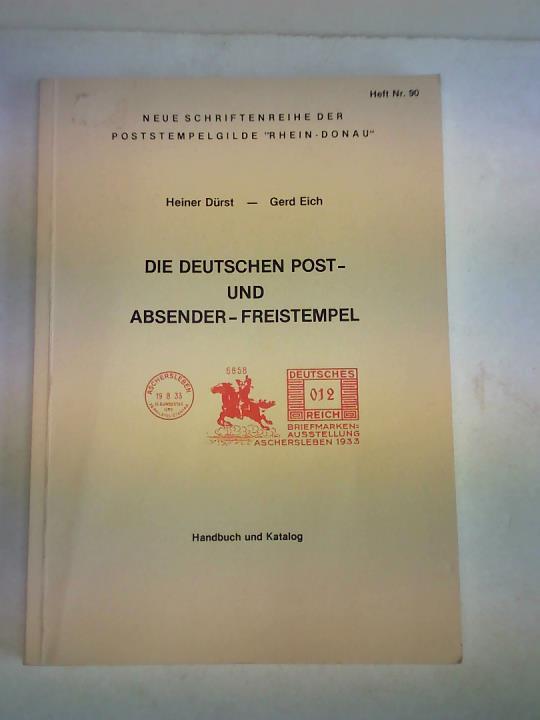 Heft Nr. 90
NEUE SCHRIFTENREIHE DER
POSTSTEMPELGILDE "RHEIN-DONAU"
Heiner Dürst — Gerd Eich
DIE DEUTSCHEN POST-
UND
ABSENDER-FREISTEMPEL
ASCHERSLEBEN
19 8 33
5858
DEUTSCHES
012
REICH
BRIEFMARKEN:
AUSSTELLUNG
ASCHERSLEBEN 1933
Handbuch und Katalog